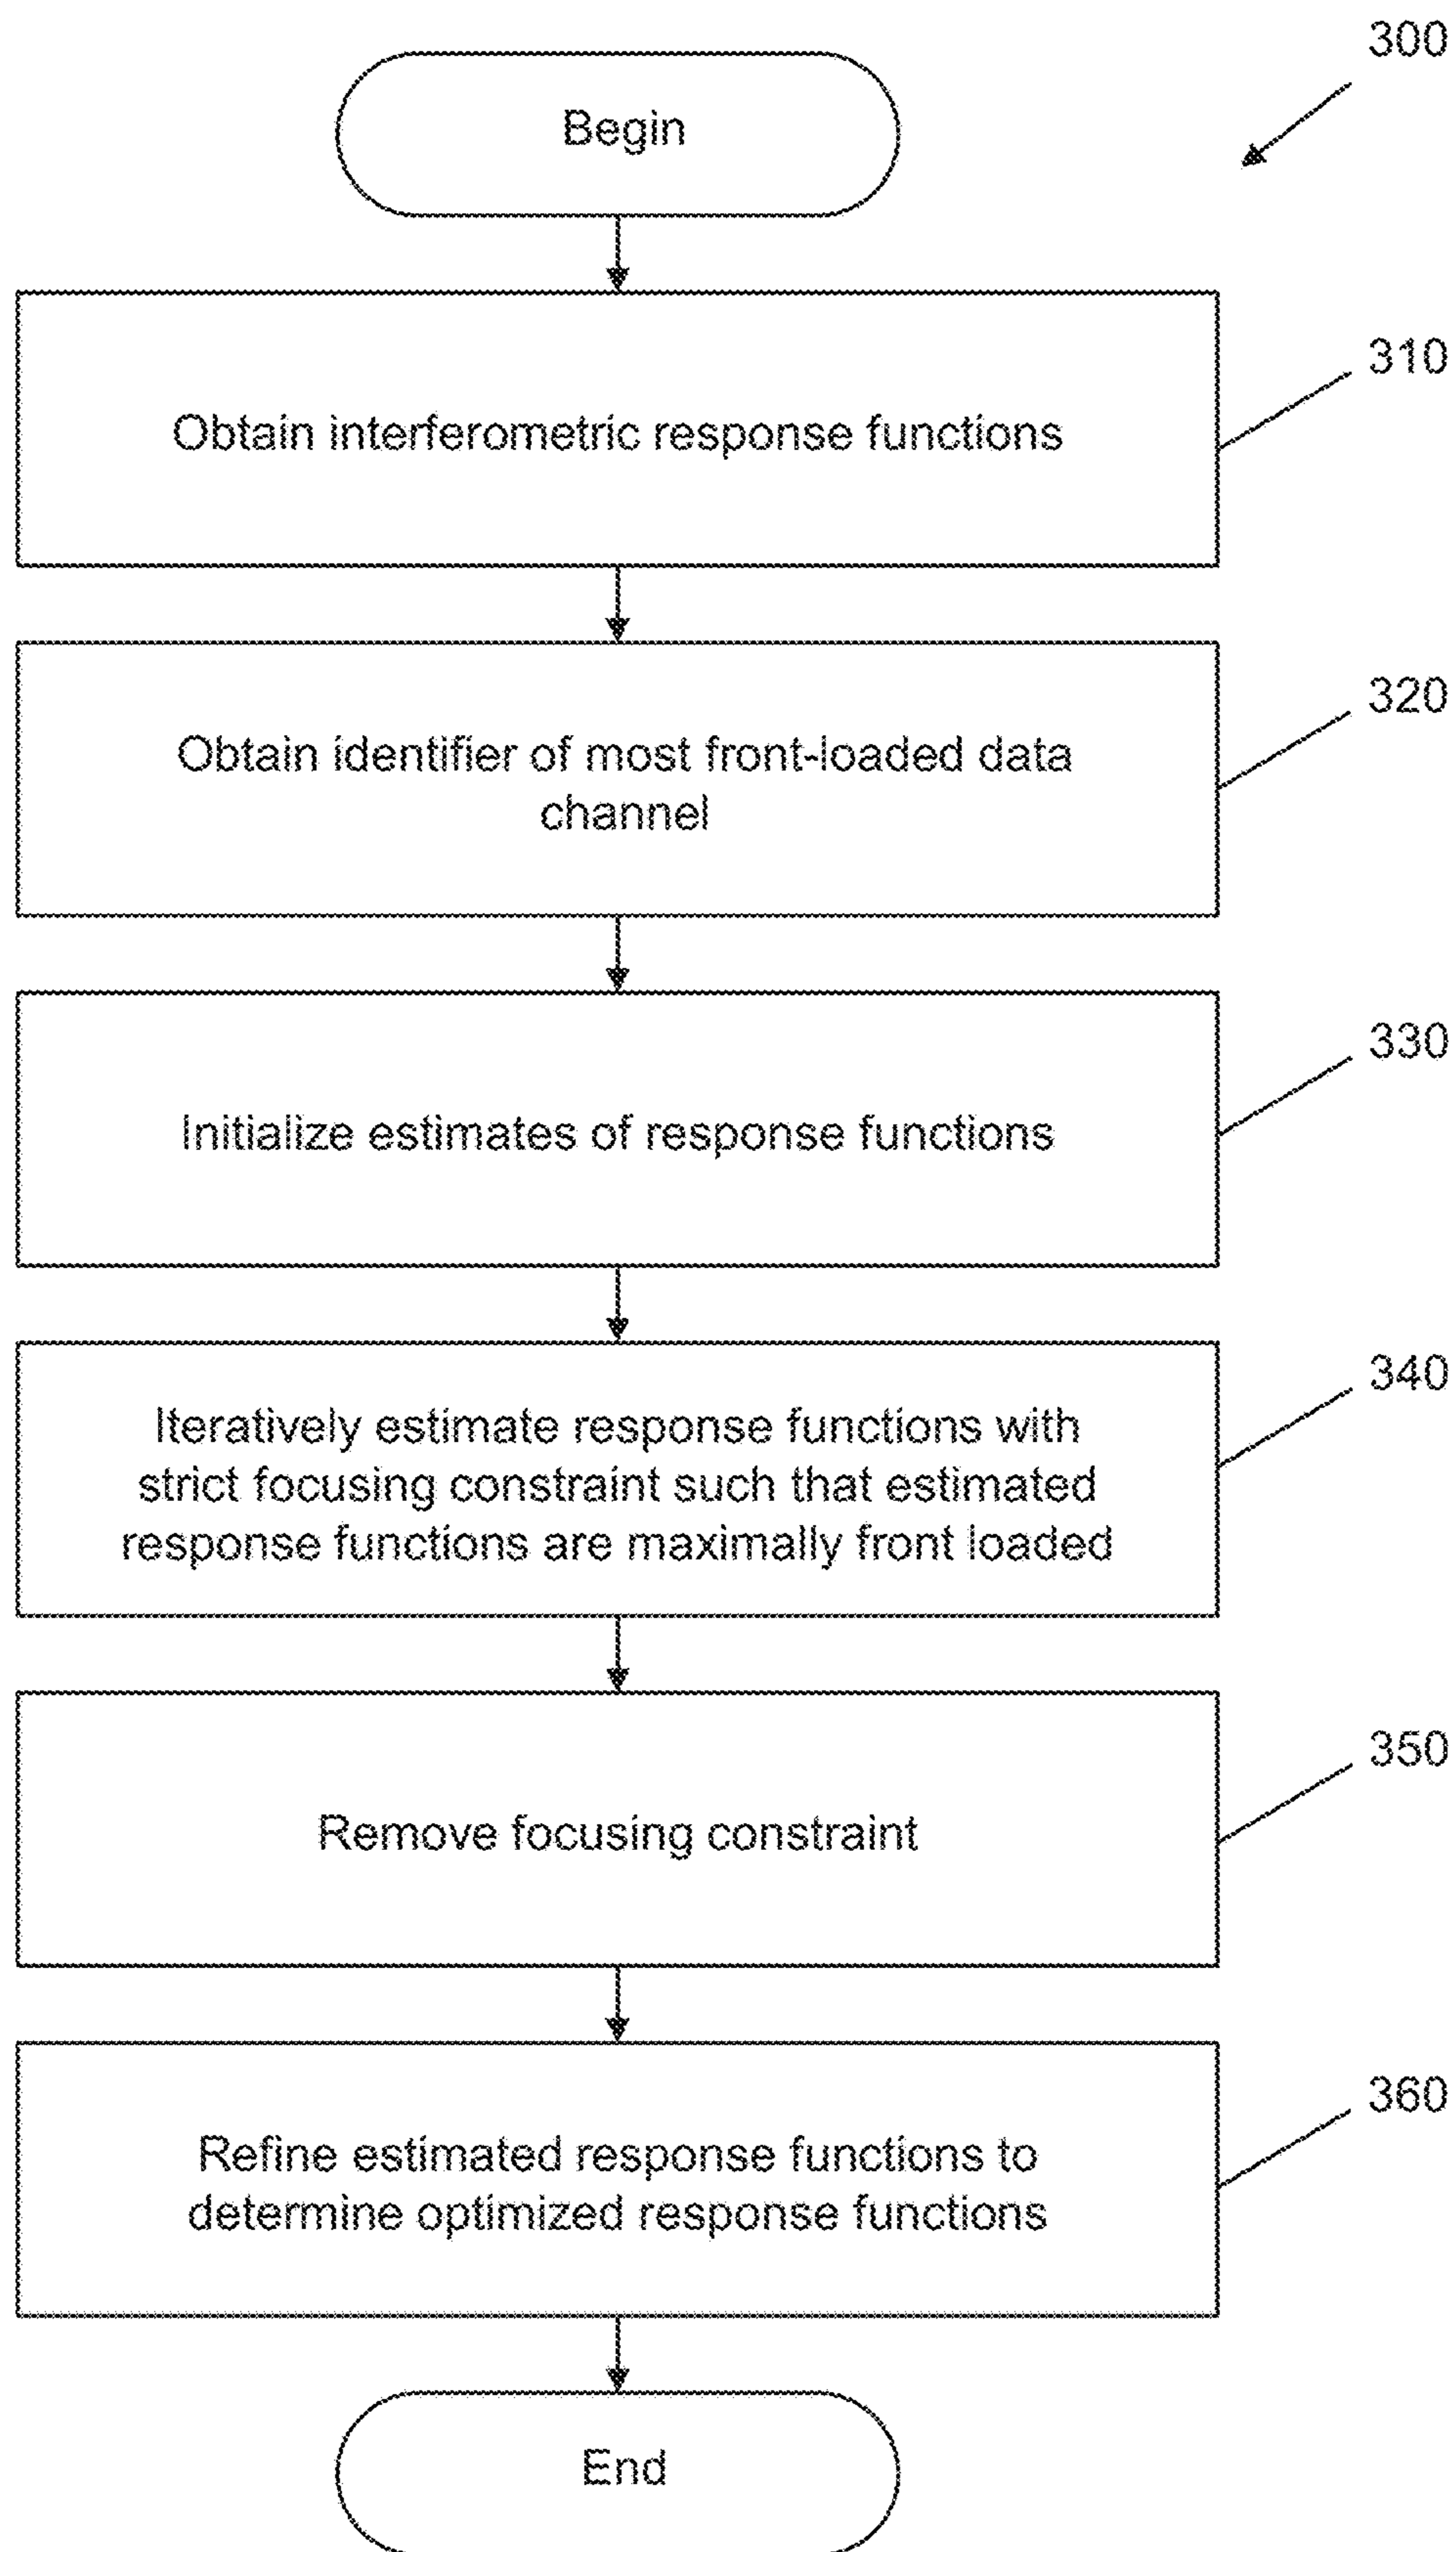 300
Begin
310
Obtain interferometric response functions
320
Obtain identifier of most front-loaded data
channel
330
Initialize estimates of response functions
340
Iteratively estimate response functions with
strict focusing constraint such that estimated
response functions are maximally front loaded
350
Remove focusing constraint
360
Refine estimated response functions to
determine optimized response functions
End